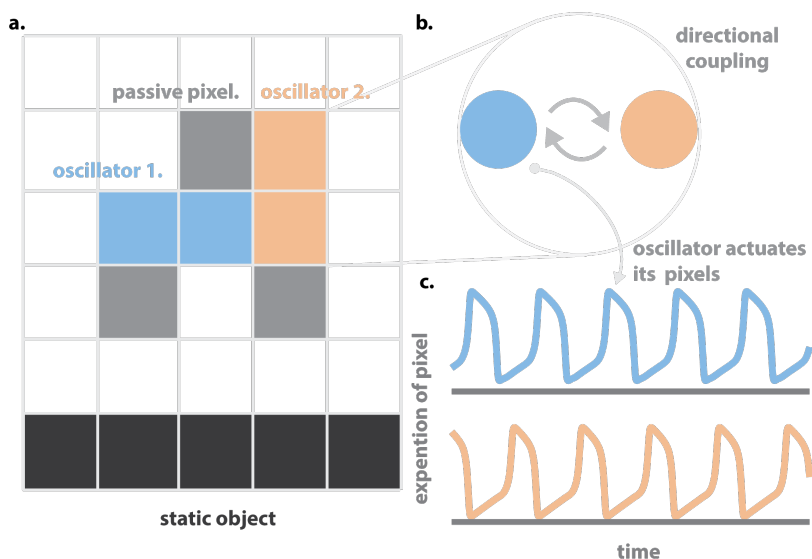 a.
b.
directional
coupling
passive pixel.
oscillator 2.
oscillator 1.
oscillator actuates
its pixels
c.
expention of pixel
static object
time